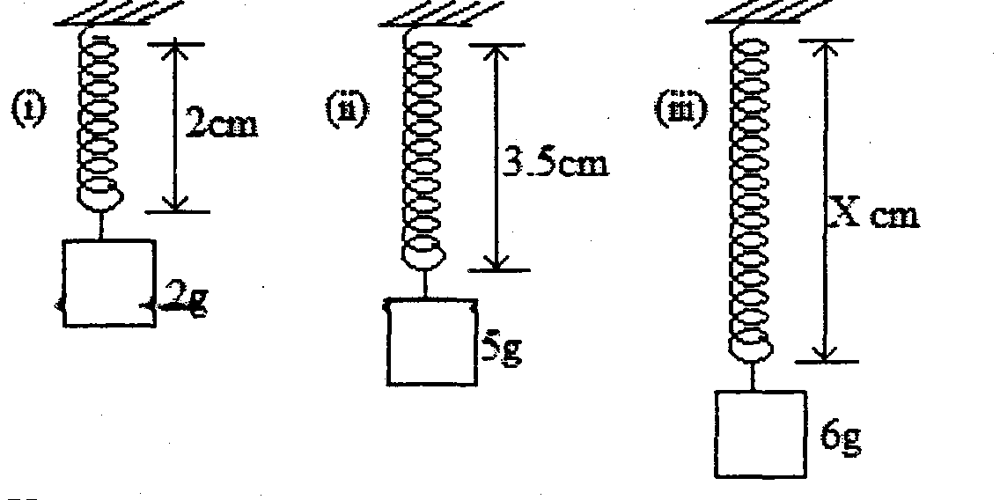 (i)
2cm
2g
(ii)
3.5cm
5g
(iii)
X cm
6g